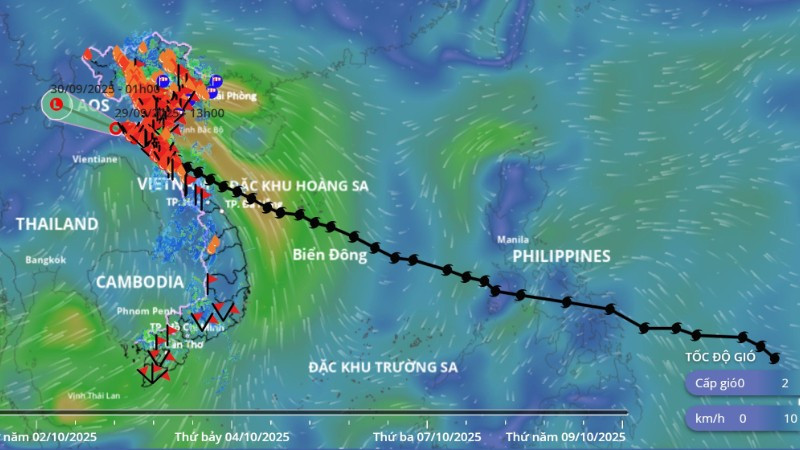 30/09/2025 - 01h00
AOS
29/09/2025 - 13h00
Hải Phòng
Vịnh Bắc Bộ
Vientiane
VIETNAM
ĐẶC KHU HOÀNG SA
TP.
TP. Đà Nẵng
THAILAND
Biển Đông
Manila
PHILIPPINES
Bangkok
CAMBODIA
Phnom Penh
TP. Hồ Chí Minh
TP. Cần Thơ
TỐC ĐỘ GIÓ
ĐẶC KHU TRƯỜNG SA
Cấp gió 0 2
Vịnh Thái Lan
km/h 0 10
năm 02/10/2025 Thứ bảy 04/10/2025 Thứ ba 07/10/2025 Thứ năm 09/10/2025